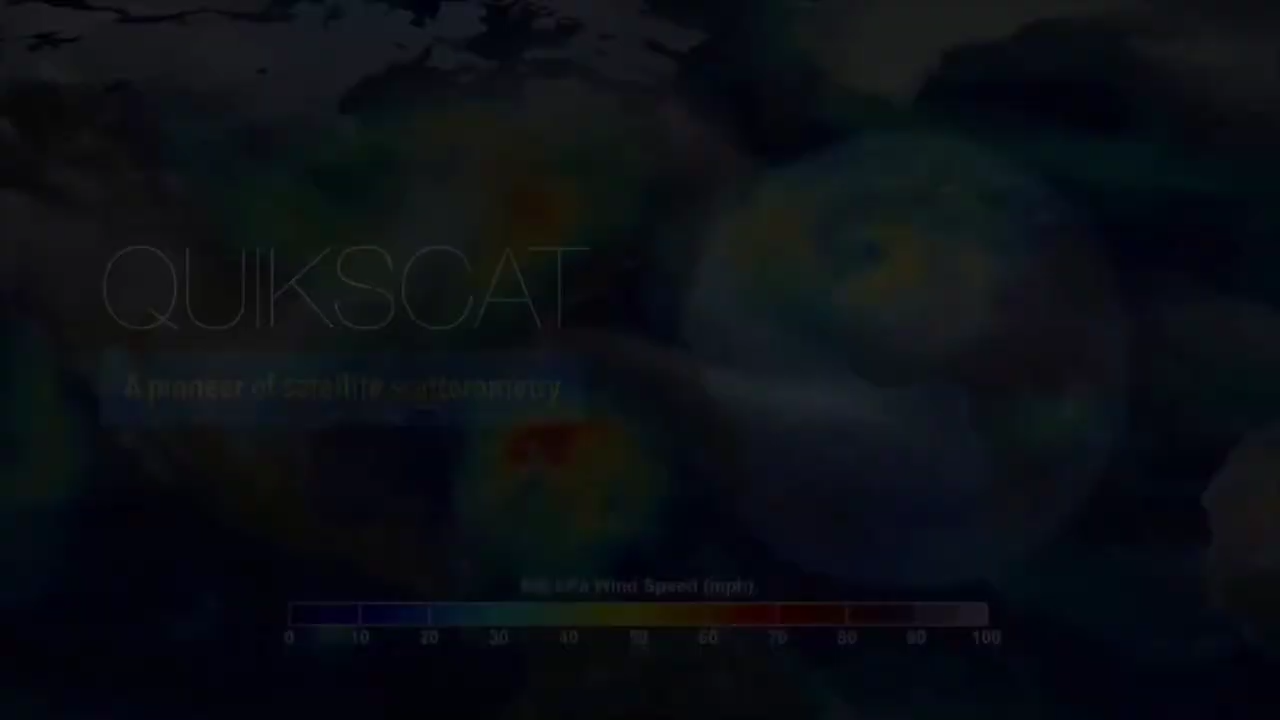 QUIKSCAT
A pioneer of satellite scatterometry
Wind Speed (mph)
0 10 20 30 40 50 60 70 80 90 100